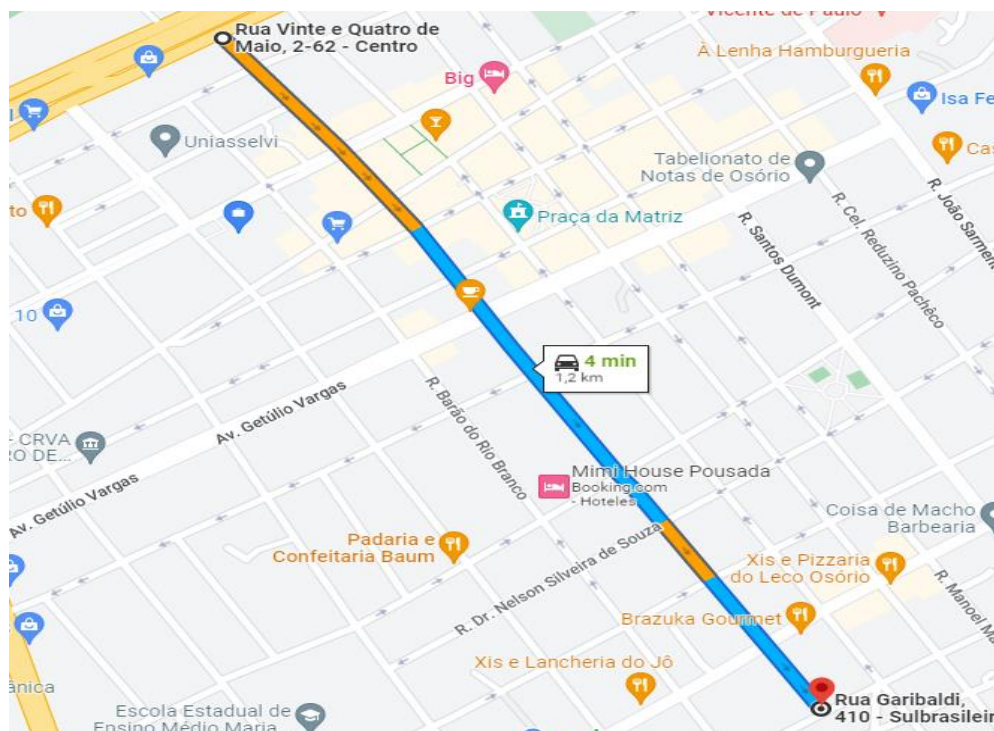 Vicente de Paulo
Rua Vinte e Quatro de
Maio, 2-62 - Centro
À Lenha Hamburgueria
Big
Isa Fe
Uniasselvi
Cas
Tabelionato de
Notas de Osório
to
Praça da Matriz
R. João Sarment
R. Cel. Reduzino Pachêco
R. Santos Dumont
10
4 min
1,2 km
Av. Getúlio Vargas
R. Barão do Rio Branco
- CRVA
O DE...
Av. Getúlio Vargas
Mimi House Pousada
Booking.com
- Hoteles
Coisa de Macho
Barbearia
Padaria e
Confeitaria Baum
R. Dr. Nelson Silveira de Souza
Xis e Pizzaria
do Leco Osório
R. Manoel Ma
Brazuka Gourmet
Xis e Lancheria do Jô
ânica
Rua Garibaldi,
410 - Sulbrasileir
Escola Estadual de
Ensino Médio Maria